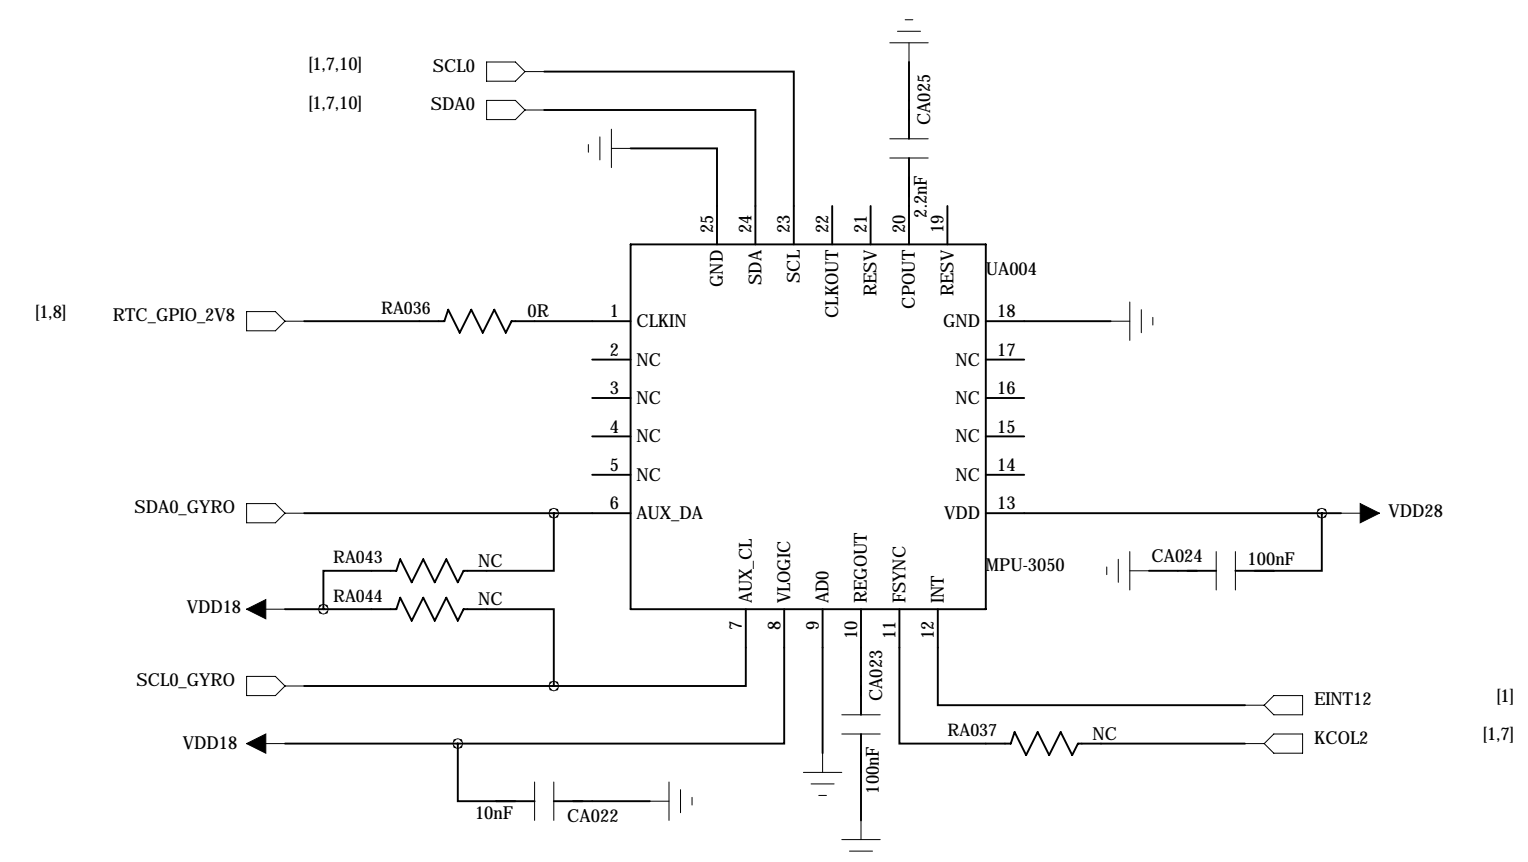 [1,7,10] SCL0
[1,7,10] SDA0
CA025
2.2nF
25 24 23 22 21 20 19
GND SDA SCL CLKOUT RESV CPOUT RESV
UA004
[1,8] RTC_GPIO_2V8 RA036 0R 1 CLKIN
GND 18
2 NC
NC 17
3 NC
NC 16
4 NC
NC 15
5 NC
NC 14
SDA0_GYRO 6 AUX_DA
VDD 13 VDD28
RA043 NC
CA024 100nF
MPU-3050
AUX_CL VLOGIC AD0 REGOUT FSYNC INT
7 8 9 10 11 12
VDD18 RA044 NC
SCL0_GYRO
CA023
100nF
EINT12 [1]
VDD18
RA037 NC KCOL2 [1,7]
10nF CA022